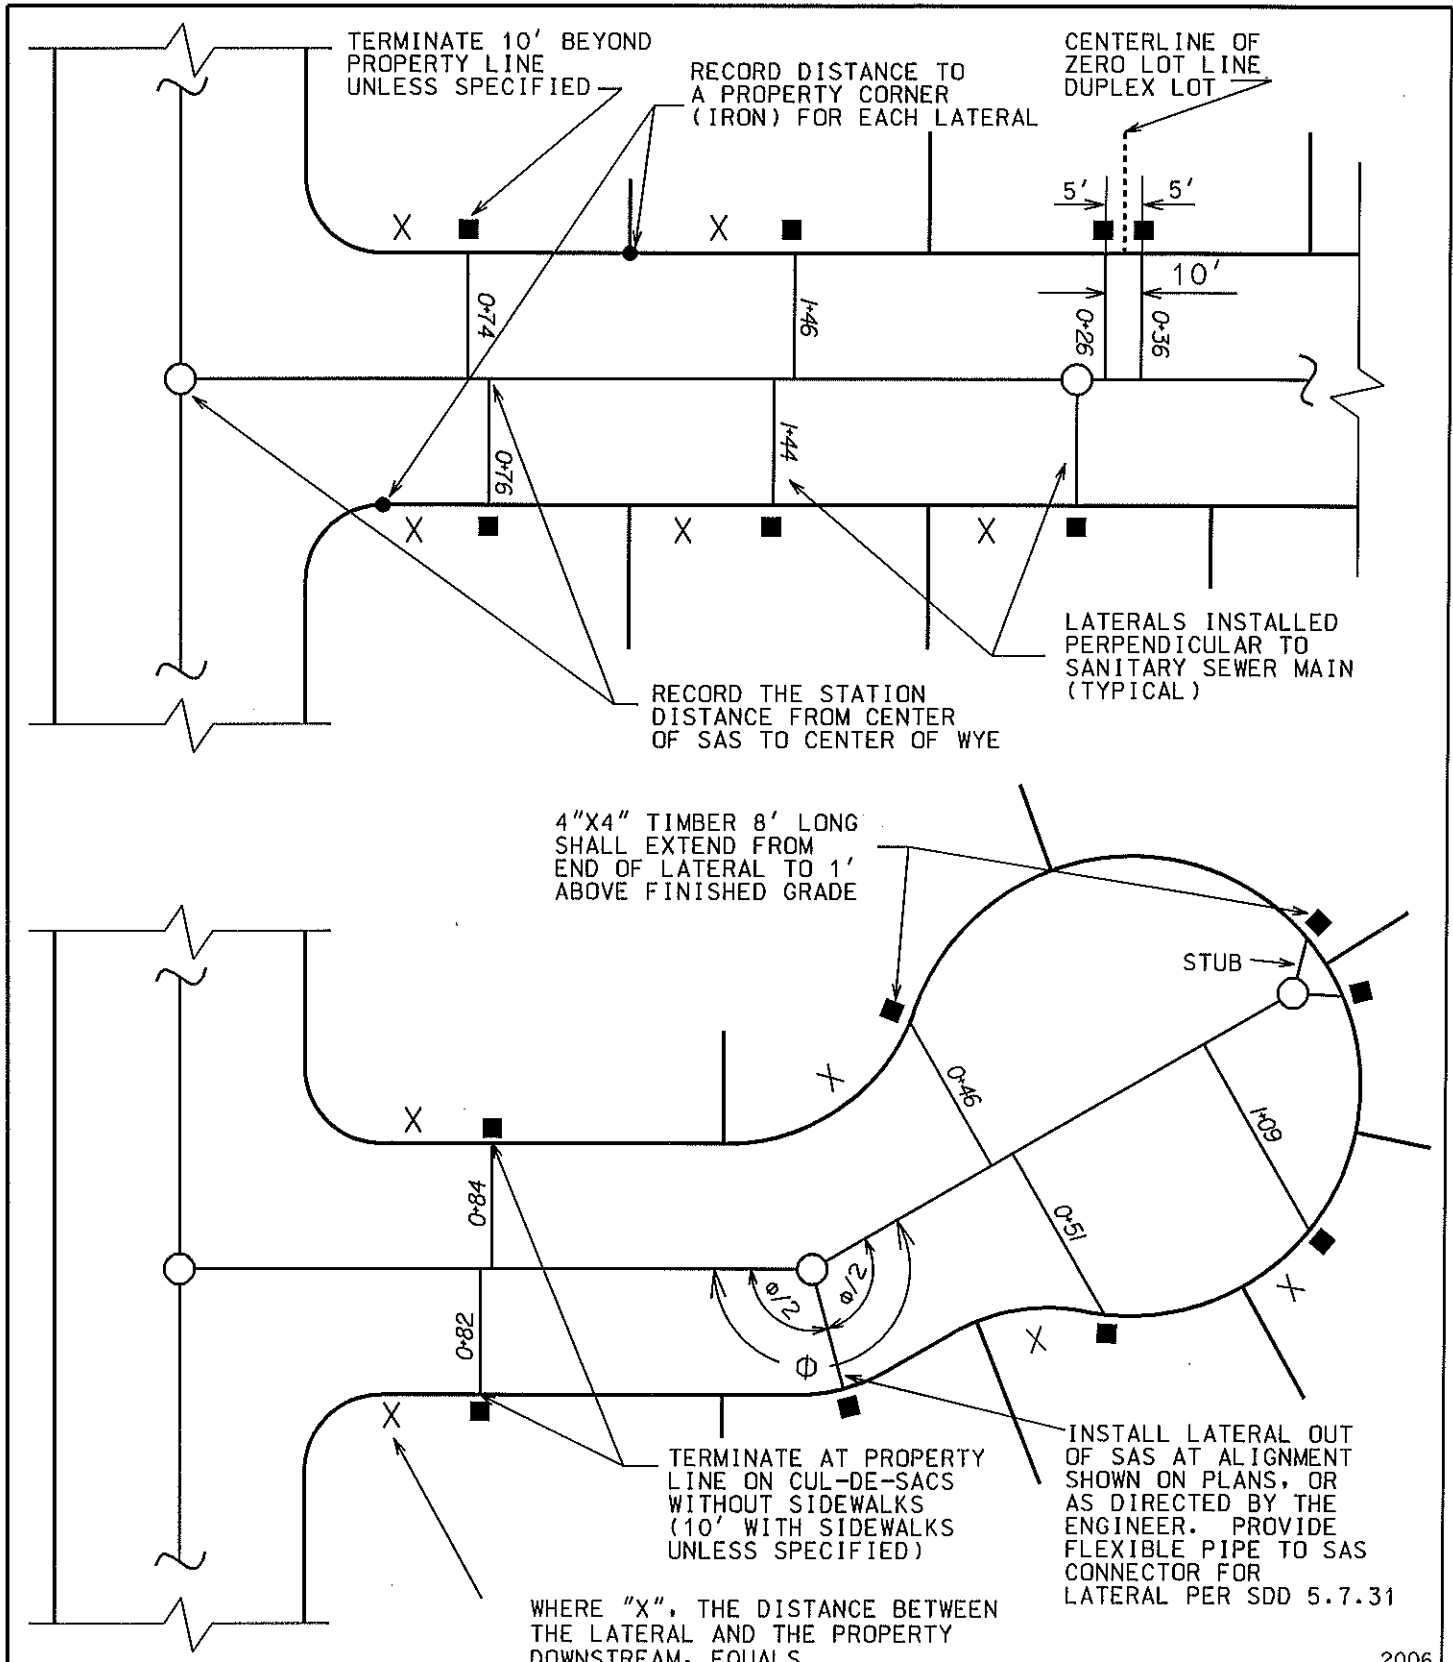 TERMINATE 10' BEYOND
PROPERTY LINE
UNLESS SPECIFIED
RECORD DISTANCE TO
A PROPERTY CORNER
(IRON) FOR EACH LATERAL
CENTERLINE OF
ZERO LOT LINE
DUPLEX LOT
5' 5'
X X
10'
0+74
1+46
0+26
0+36
0+76
1+44
X X X
LATERALS INSTALLED
PERPENDICULAR TO
SANITARY SEWER MAIN
(TYPICAL)
RECORD THE STATION
DISTANCE FROM CENTER
OF SAS TO CENTER OF WYE
4"X4" TIMBER 8' LONG
SHALL EXTEND FROM
END OF LATERAL TO 1'
ABOVE FINISHED GRADE
STUB
X
X
0+46
1+09
0+84
0+51
0+82
ϕ/2 ϕ/2
ϕ
X
X
X
TERMINATE AT PROPERTY
LINE ON CUL-DE-SACS
WITHOUT SIDEWALKS
(10' WITH SIDEWALKS
UNLESS SPECIFIED)
INSTALL LATERAL OUT
OF SAS AT ALIGNMENT
SHOWN ON PLANS, OR
AS DIRECTED BY THE
ENGINEER. PROVIDE
FLEXIBLE PIPE TO SAS
CONNECTOR FOR
LATERAL PER SDD 5.7.31
WHERE "X", THE DISTANCE BETWEEN
THE LATERAL AND THE PROPERTY
DOWNSTREAM, EQUALS
2006